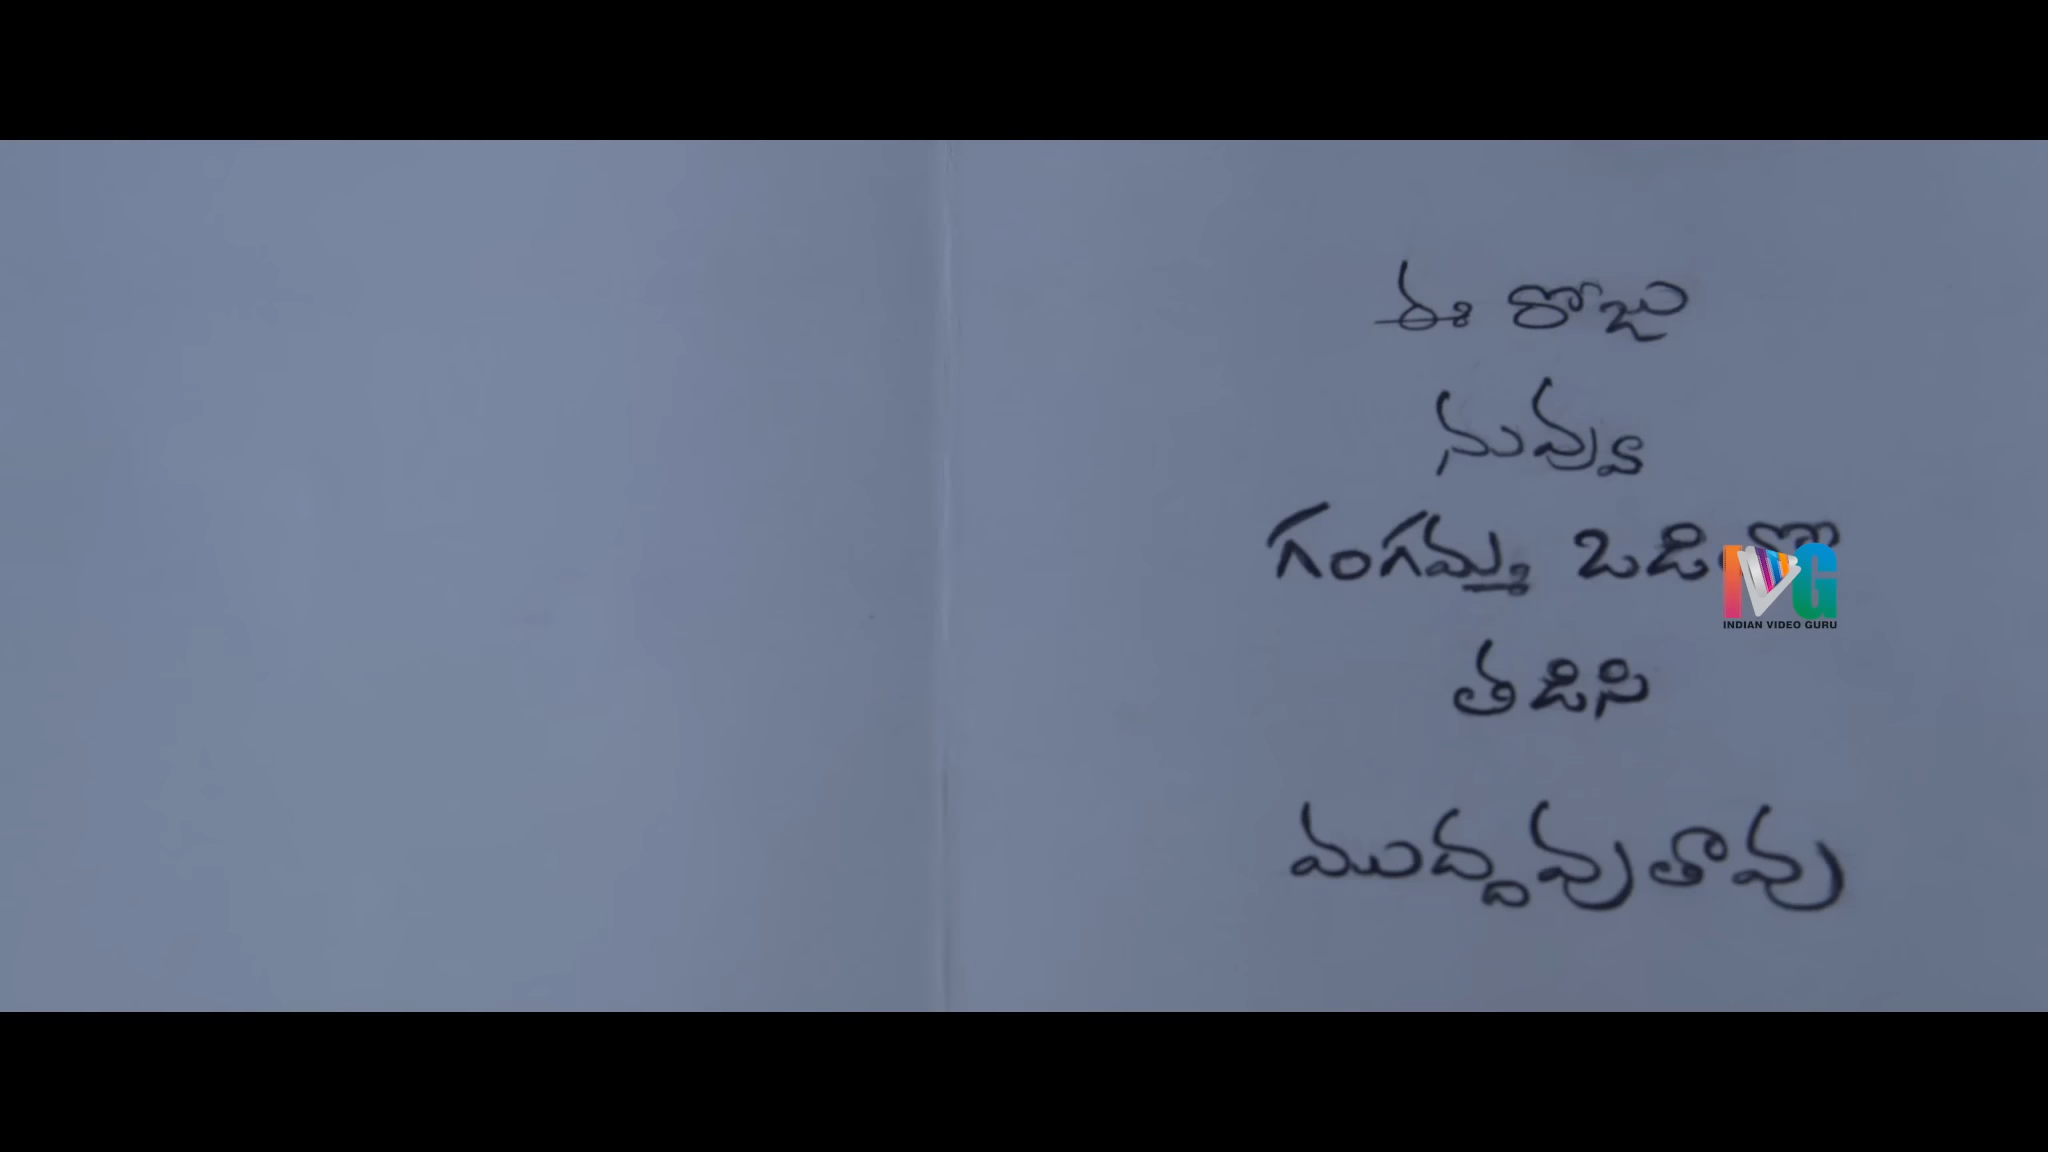 ఈ రోజు
నువ్వూ
గంగమ్మ ఒడిలో
తడిసి
ముద్దవుతావు
IVG
INDIAN VIDEO GURU